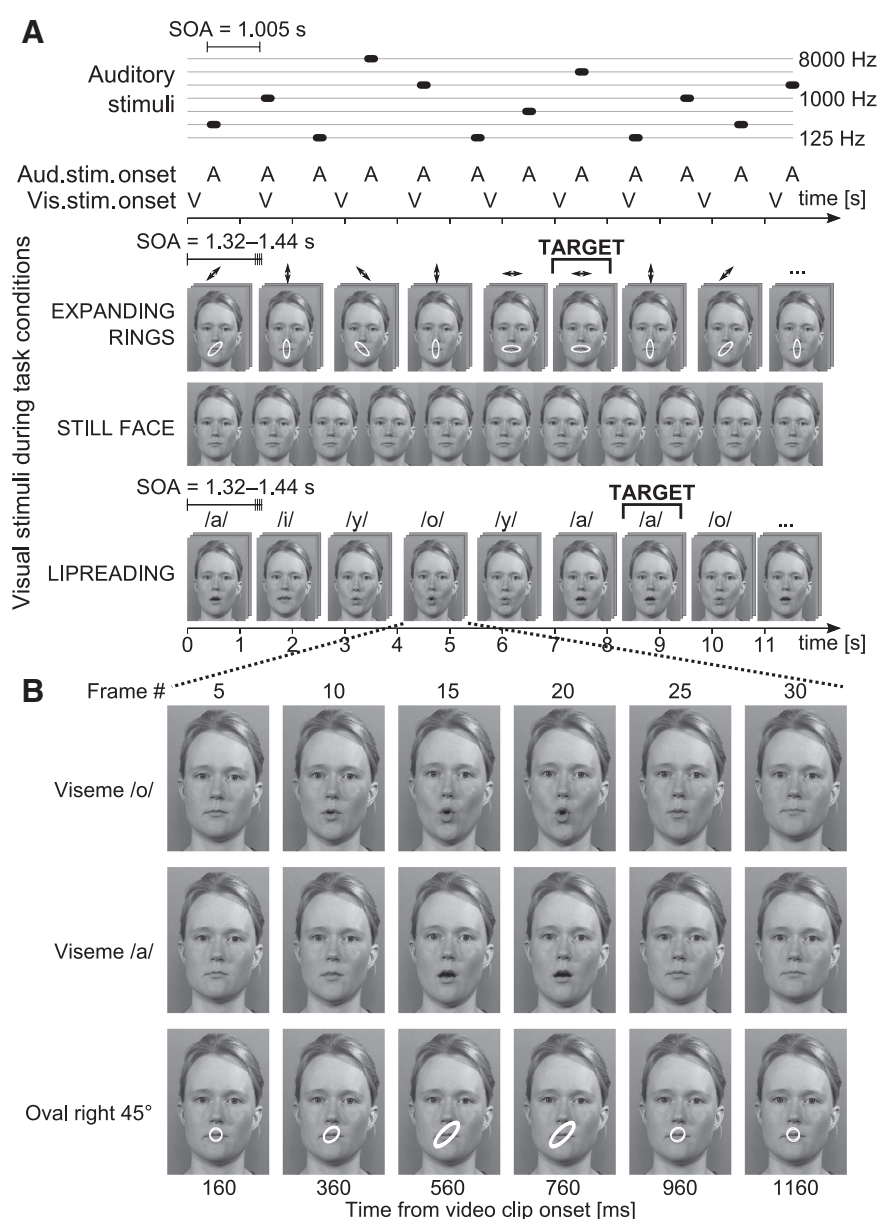 A
SOA = 1.005 s
Auditory
stimuli
8000 Hz
1000 Hz
125 Hz
Aud.stim.onset A A A A A A A A A A A A
Vis.stim.onset V V V V V V V V V time [s]
Visual stimuli during task conditions
SOA = 1.32–1.44 s
TARGET
EXPANDING
RINGS
...
STILL FACE
SOA = 1.32–1.44 s
TARGET
/a/ /i/ /y/ /o/ /y/ /a/ /a/ /o/ ...
LIPREADING
0 1 2 3 4 5 6 7 8 9 10 11 time [s]
B
Frame # 5 10 15 20 25 30
Viseme /o/
Viseme /a/
Oval right 45°
160 360 560 760 960 1160
Time from video clip onset [ms]